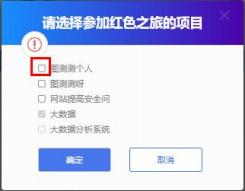 请选择参加红色之旅的项目
图测测个人
图测测呀
网站提高安全问
大数据
大数据分析系统
确定
取消